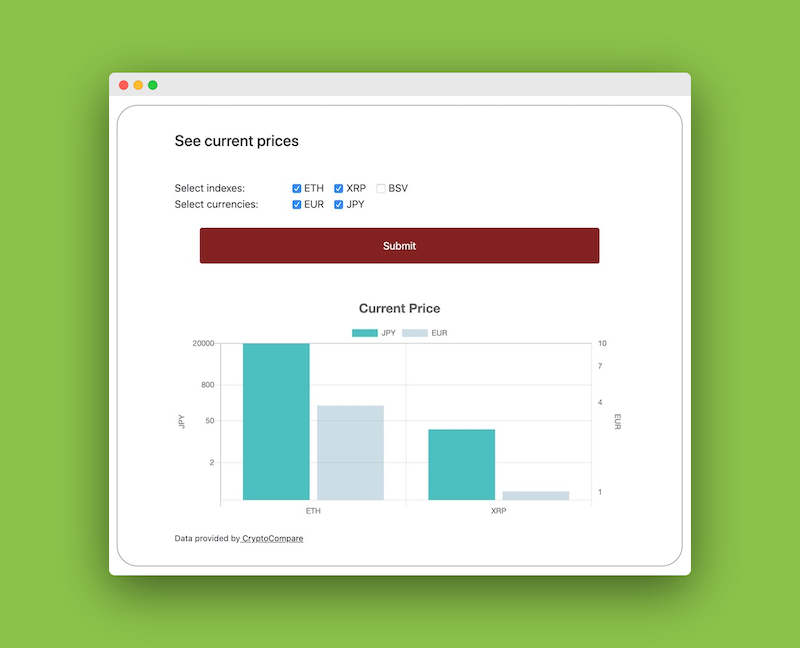 See current prices
Select indexes: ETH XRP BSV
Select currencies: EUR JPY
Submit
Current Price
JPY EUR
20000
800
50
2
JPY
10
7
4
1
EUR
ETH XRP
Data provided by CryptoCompare